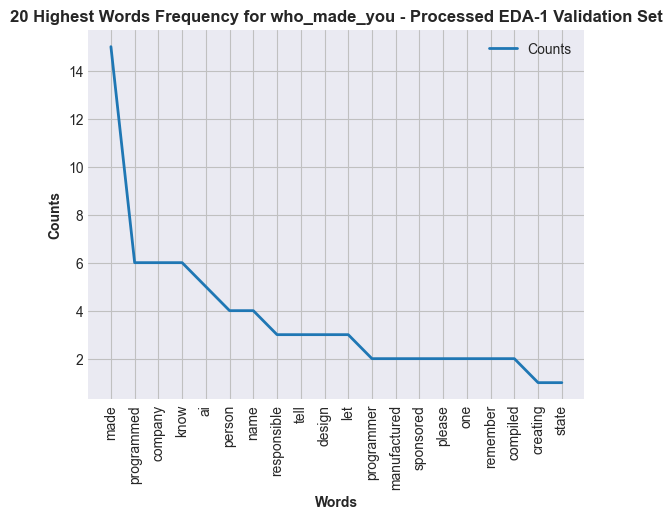 20 Highest Words Frequency for who_made_you - Processed EDA-1 Validation Set
Counts
14
12
10
8
6
4
2
Counts
made
programmed
company
know
ai
person
name
responsible
tell
design
let
programmer
manufactured
sponsored
please
one
remember
compiled
creating
state
Words